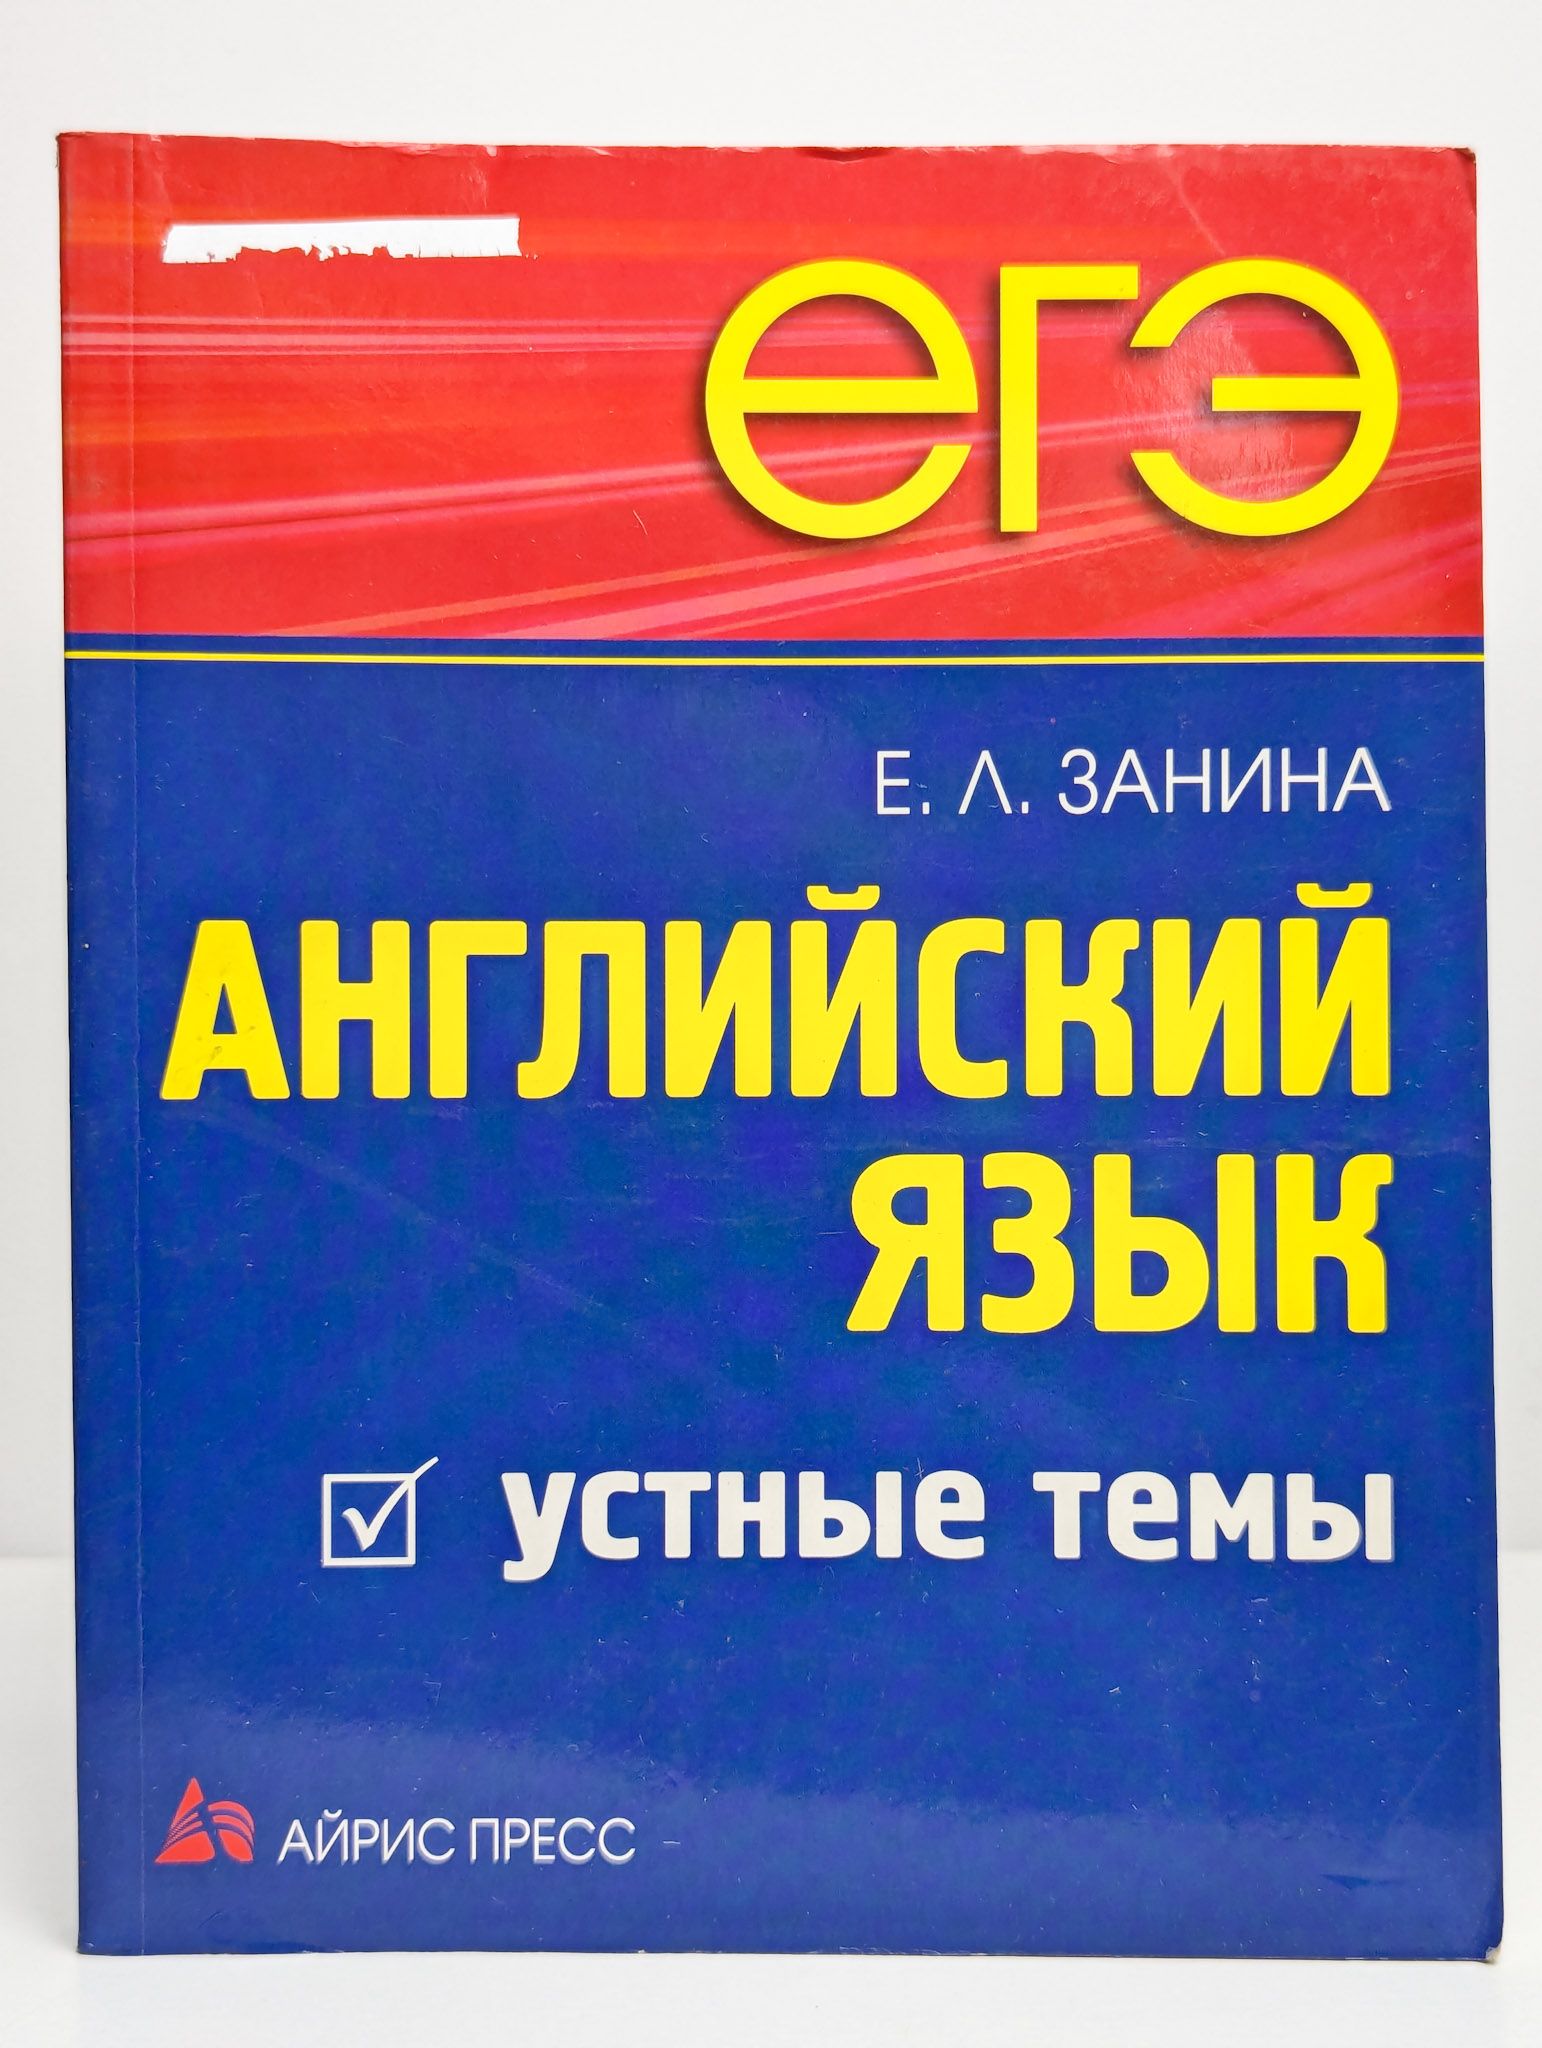 егэ
Е. Л. ЗАНИНА
АНГЛИЙСКИЙ
ЯЗЫК
устные темы
АЙРИС ПРЕСС